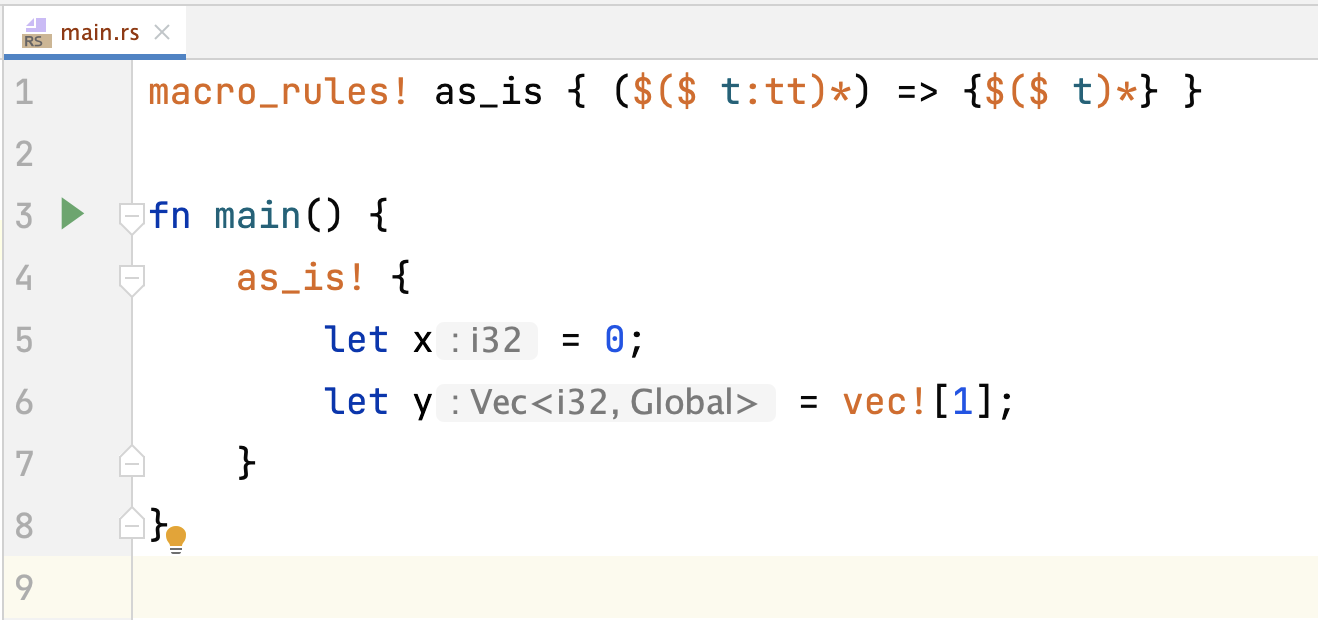 RS main.rs
1 macro_rules! as_is { ($($ t:tt)*) => {$($ t)*} }
2
3 fn main() {
4     as_is! {
5         let x : i32 = 0;
6         let y : Vec<i32, Global> = vec![1];
7     }
8 }
9